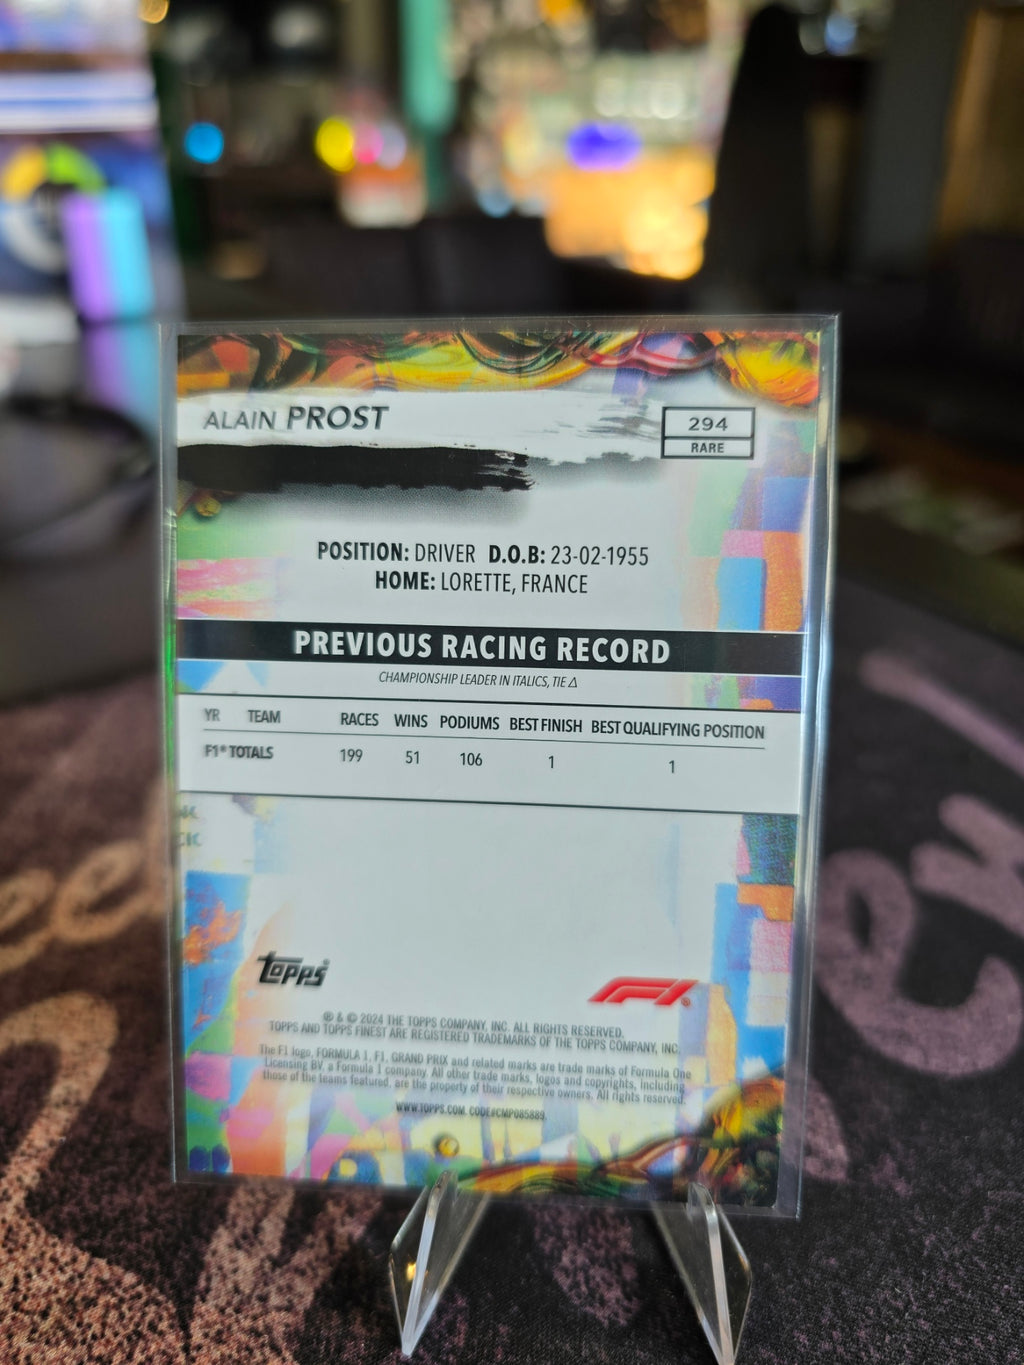 ALAIN PROST
294
RARE
POSITION: DRIVER D.O.B: 23-02-1955
HOME: LORETTE, FRANCE
PREVIOUS RACING RECORD
CHAMPIONSHIP LEADER IN ITALICS, TIE Δ
YR TEAM RACES WINS PODIUMS BEST FINISH BEST QUALIFYING POSITION
F1® TOTALS 199 51 106 1 1
Topps®
F1®
® & © 2024 THE TOPPS COMPANY, INC. ALL RIGHTS RESERVED.
TOPPS AND TOPPS FINEST ARE REGISTERED TRADEMARKS OF THE TOPPS COMPANY, INC.
The F1 logo, FORMULA 1, F1, GRAND PRIX and related marks are trade marks of Formula One
Licensing BV, a Formula 1 company. All other trade marks, logos and copyrights, including
those of the teams featured, are the property of their respective owners. All rights reserved.
WWW.TOPPS.COM CODE#CMP085889